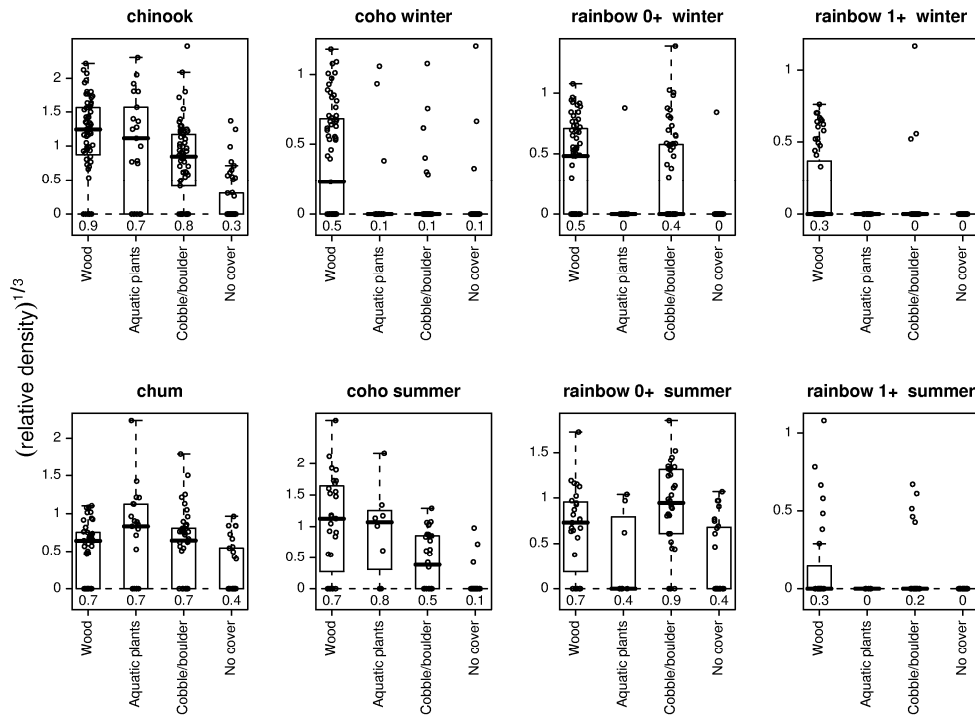 chinook
2
1.5
1
0.5
0
0.9 0.7 0.8 0.3
Wood
Aquatic plants
Cobble/boulder
No cover
coho winter
1
0.5
0
0.5 0.1 0.1 0.1
Wood
Aquatic plants
Cobble/boulder
No cover
rainbow 0+ winter
1
0.5
0
0.5 0 0.4 0
Wood
Aquatic plants
Cobble/boulder
No cover
rainbow 1+ winter
1
0.5
0
0.3 0 0 0
Wood
Aquatic plants
Cobble/boulder
No cover
(relative density)^1/3
chum
2
1.5
1
0.5
0
0.7 0.7 0.7 0.4
Wood
Aquatic plants
Cobble/boulder
No cover
coho summer
2
1.5
1
0.5
0
0.7 0.8 0.5 0.1
Wood
Aquatic plants
Cobble/boulder
No cover
rainbow 0+ summer
1.5
1
0.5
0
0.7 0.4 0.9 0.4
Wood
Aquatic plants
Cobble/boulder
No cover
rainbow 1+ summer
1
0.5
0
0.3 0 0.2 0
Wood
Aquatic plants
Cobble/boulder
No cover